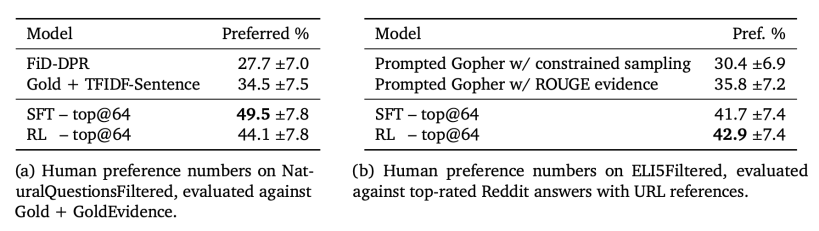 Model Preferred %
FiD-DPR 27.7 ±7.0
Gold + TFIDF-Sentence 34.5 ±7.5
SFT – top@64 49.5 ±7.8
RL – top@64 44.1 ±7.8
(a) Human preference numbers on Nat-
uralQuestionsFiltered, evaluated against
Gold + GoldEvidence.
Model Pref. %
Prompted Gopher w/ constrained sampling 30.4 ±6.9
Prompted Gopher w/ ROUGE evidence 35.8 ±7.2
SFT – top@64 41.7 ±7.4
RL – top@64 42.9 ±7.4
(b) Human preference numbers on ELI5Filtered, evaluated
against top-rated Reddit answers with URL references.